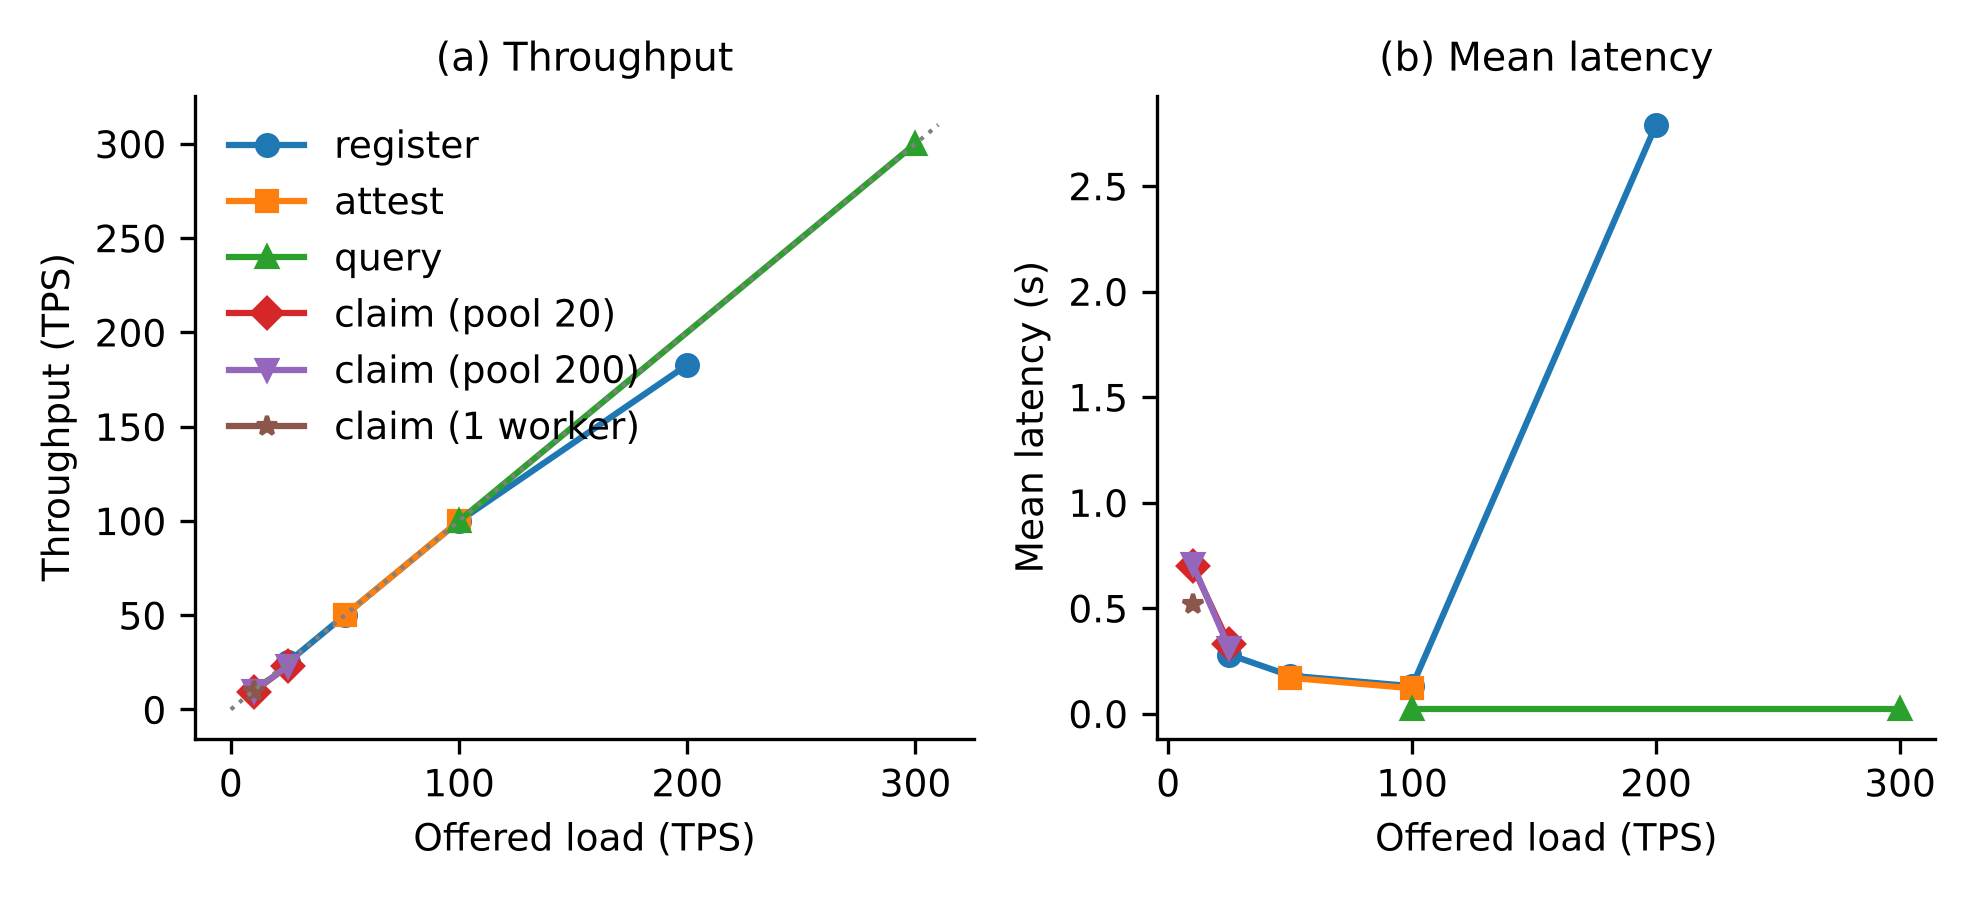 (a) Throughput
Throughput (TPS)
300
250
200
150
100
50
0
register
attest
query
claim (pool 20)
claim (pool 200)
claim (1 worker)
0 100 200 300
Offered load (TPS)
(b) Mean latency
Mean latency (s)
2.5
2.0
1.5
1.0
0.5
0.0
0 100 200 300
Offered load (TPS)